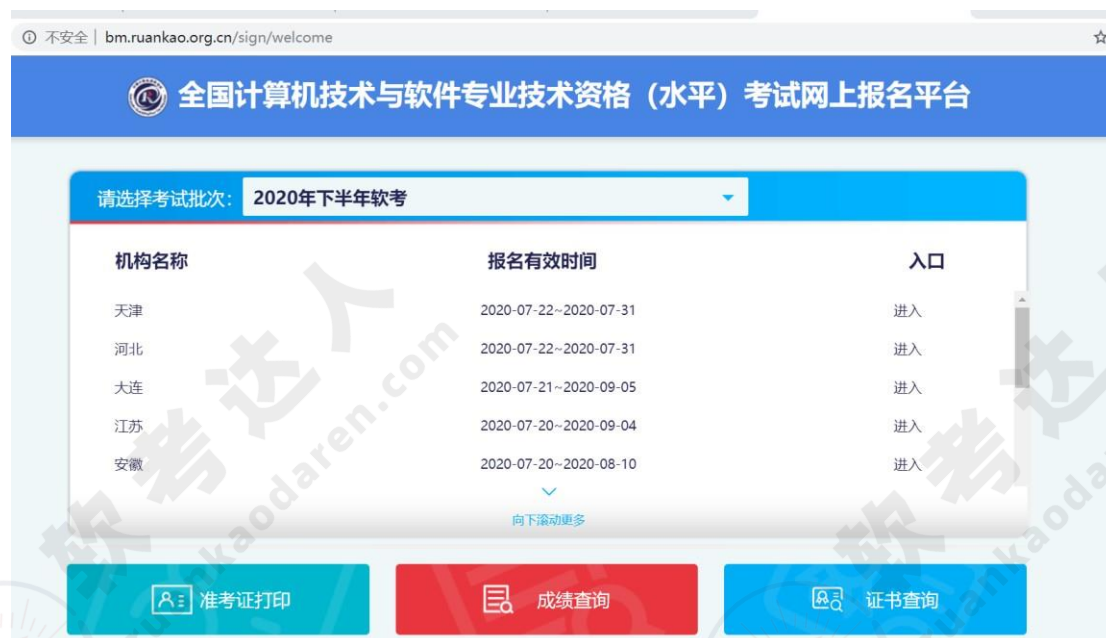 不安全 | bm.ruankao.org.cn/sign/welcome
全国计算机技术与软件专业技术资格（水平）考试网上报名平台
请选择考试批次： 2020年下半年软考
机构名称 报名有效时间 入口
天津 2020-07-22~2020-07-31 进入
河北 2020-07-22~2020-07-31 进入
大连 2020-07-21~2020-09-05 进入
江苏 2020-07-20~2020-09-04 进入
安徽 2020-07-20~2020-08-10 进入
向下滚动更多
准考证打印 成绩查询 证书查询
软考达人
ruankaodaren.com